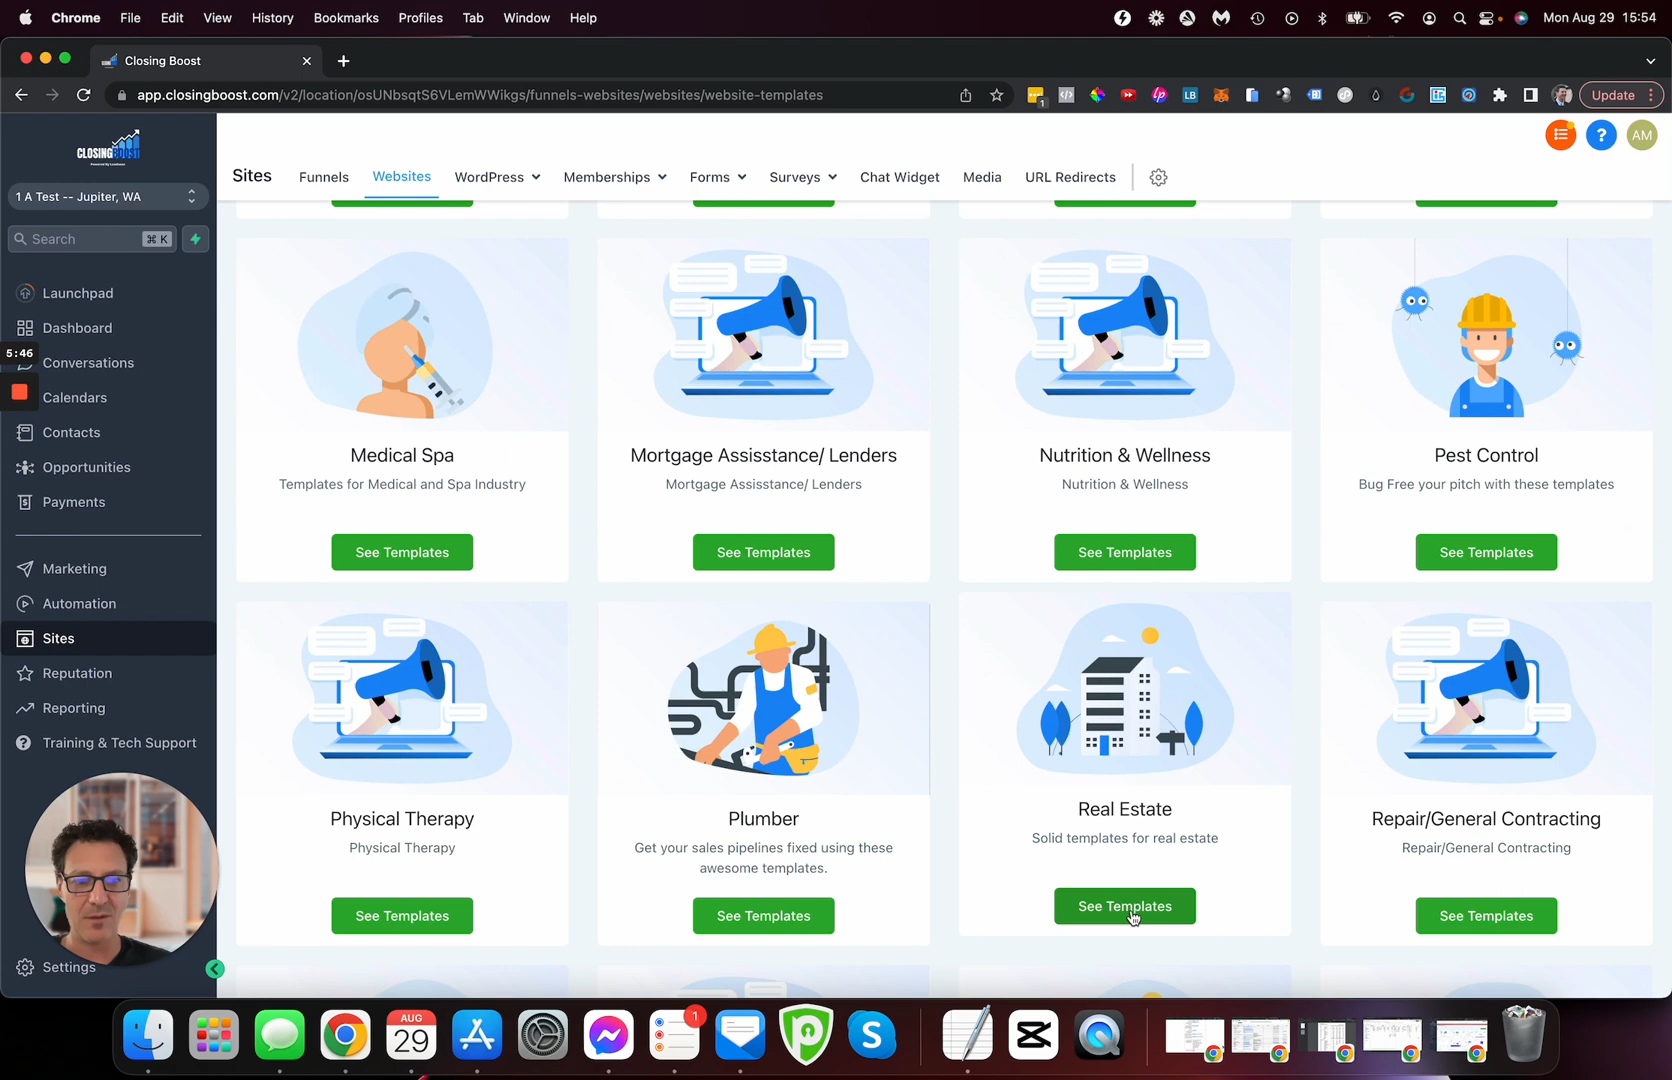 Chrome File Edit View History Bookmarks Profiles Tab Window Help Mon Aug 29 15:54
Closing Boost
app.closingboost.com/v2/location/osUNbsqtS6VLemWWikgs/funnels-websites/websites/website-templates
1
LB
Update
CLOSINGBOOST
? AM
Sites Funnels Websites WordPress Memberships Forms Surveys Chat Widget Media URL Redirects
1 A Test -- Jupiter, WA
Search ⌘ K
Launchpad
Dashboard
5:46
Conversations
Calendars
Contacts
Opportunities
Payments
Marketing
Automation
Sites
Reputation
Reporting
Training & Tech Support
Settings
Medical Spa
Templates for Medical and Spa Industry
See Templates
Mortgage Assisstance/ Lenders
Mortgage Assisstance/ Lenders
See Templates
Nutrition & Wellness
Nutrition & Wellness
See Templates
Pest Control
Bug Free your pitch with these templates
See Templates
Physical Therapy
Physical Therapy
See Templates
Plumber
Get your sales pipelines fixed using these
awesome templates.
See Templates
Real Estate
Solid templates for real estate
See Templates
Repair/General Contracting
Repair/General Contracting
See Templates
AUG
29
1